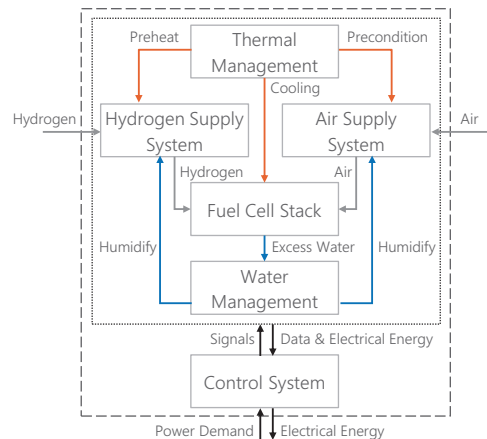 Preheat
Thermal
Management
Precondition
Cooling
Hydrogen
Hydrogen Supply
System
Air Supply
System
Air
Hydrogen
Air
Fuel Cell Stack
Humidify
Excess Water
Humidify
Water
Management
Signals
Data & Electrical Energy
Control System
Power Demand
Electrical Energy